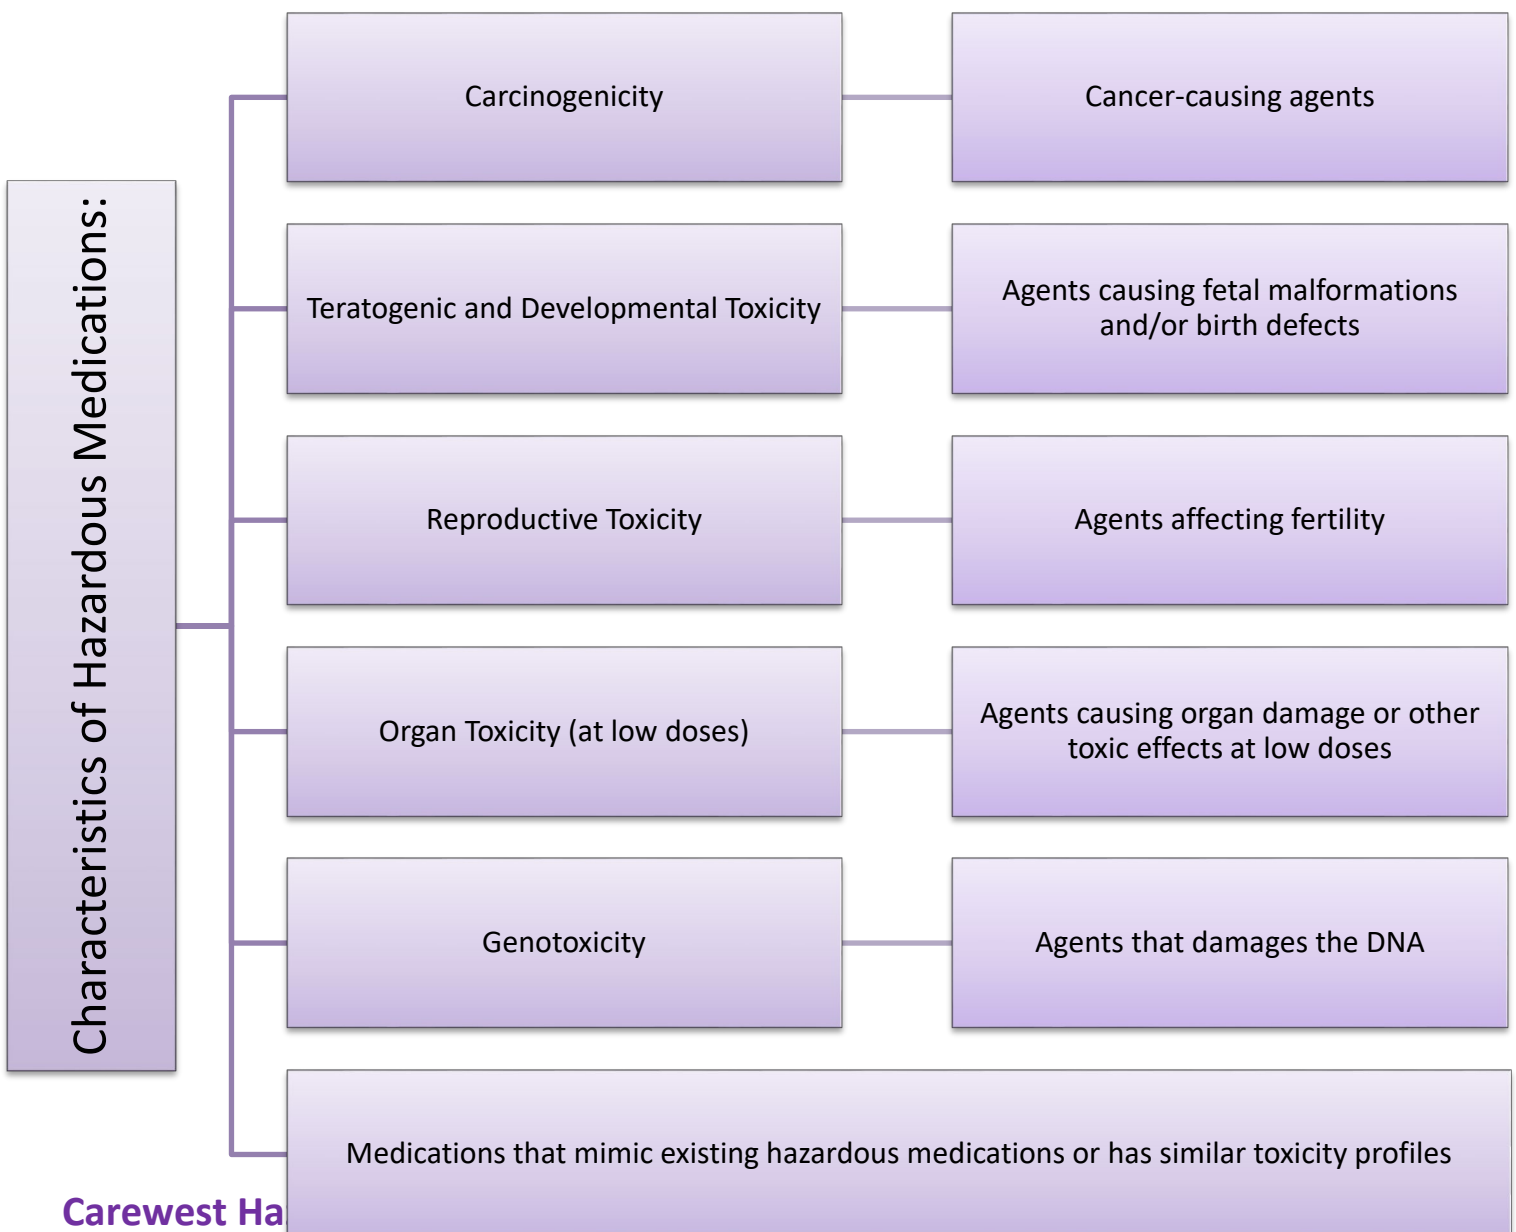 Characteristics of Hazardous Medications:
Carcinogenicity
Cancer-causing agents
Teratogenic and Developmental Toxicity
Agents causing fetal malformations
and/or birth defects
Reproductive Toxicity
Agents affecting fertility
Organ Toxicity (at low doses)
Agents causing organ damage or other
toxic effects at low doses
Genotoxicity
Agents that damages the DNA
Medications that mimic existing hazardous medications or has similar toxicity profiles
Carewest